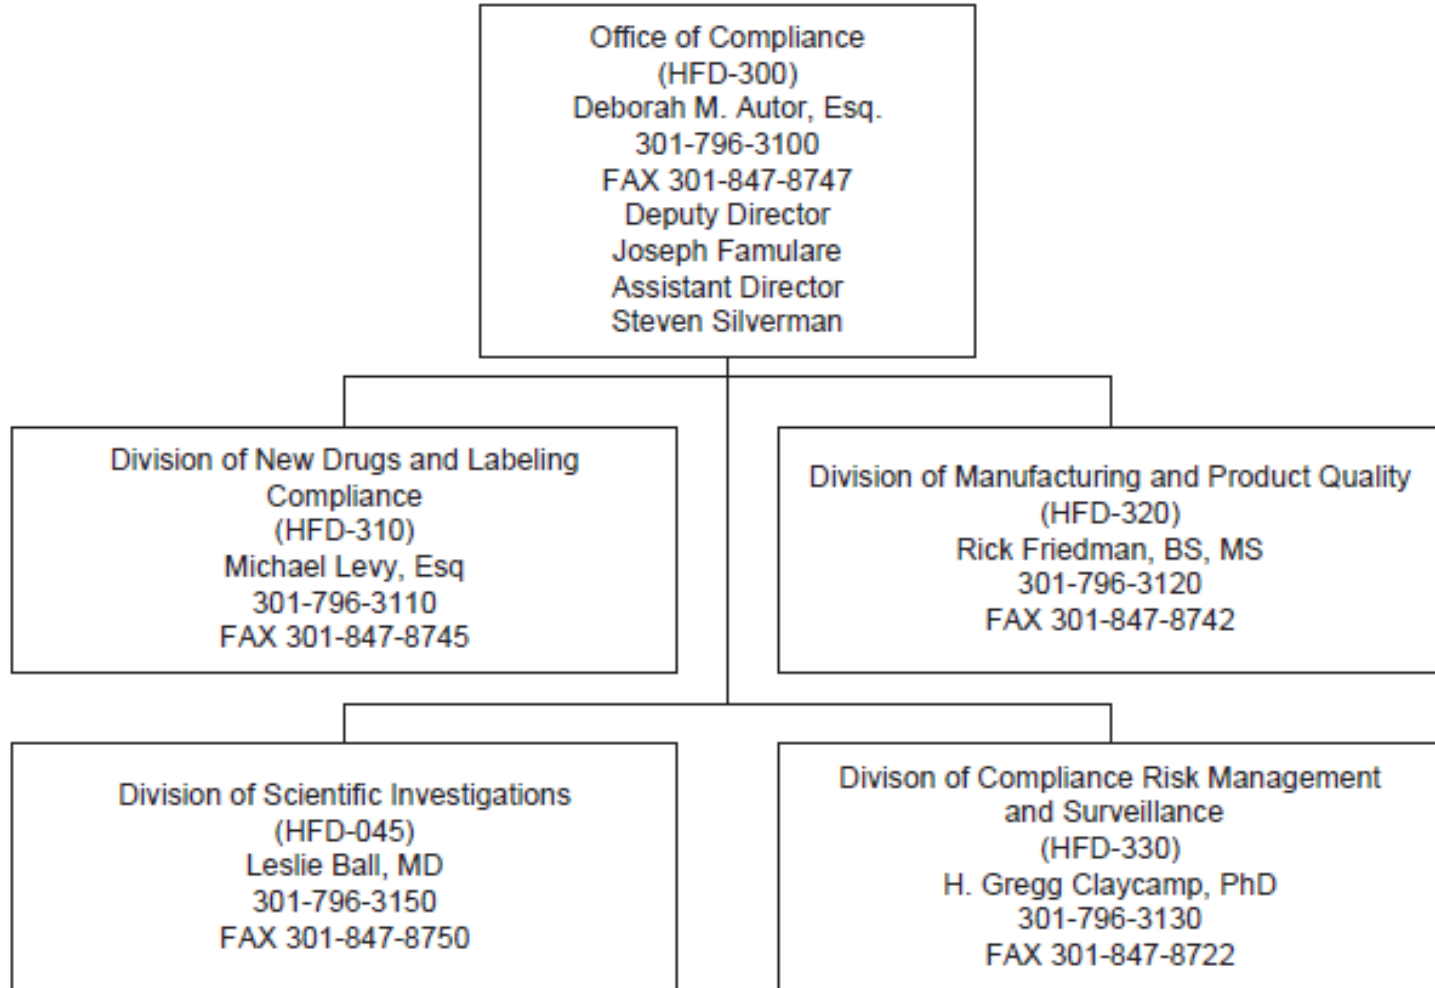 Office of Compliance
(HFD-300)
Deborah M. Autor, Esq.
301-796-3100
FAX 301-847-8747
Deputy Director
Joseph Famulare
Assistant Director
Steven Silverman
Division of New Drugs and Labeling
Compliance
(HFD-310)
Michael Levy, Esq
301-796-3110
FAX 301-847-8745
Division of Manufacturing and Product Quality
(HFD-320)
Rick Friedman, BS, MS
301-796-3120
FAX 301-847-8742
Division of Scientific Investigations
(HFD-045)
Leslie Ball, MD
301-796-3150
FAX 301-847-8750
Divison of Compliance Risk Management
and Surveillance
(HFD-330)
H. Gregg Claycamp, PhD
301-796-3130
FAX 301-847-8722